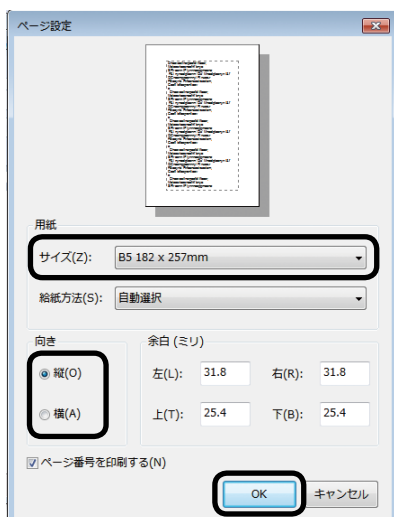 ページ設定
用紙
サイズ(Z): B5 182 x 257mm
給紙方法(S): 自動選択
向き
縦(O)
横(A)
余白 (ミリ)
左(L): 31.8 右(R): 31.8
上(T): 25.4 下(B): 25.4
ページ番号を印刷する(N)
OK キャンセル